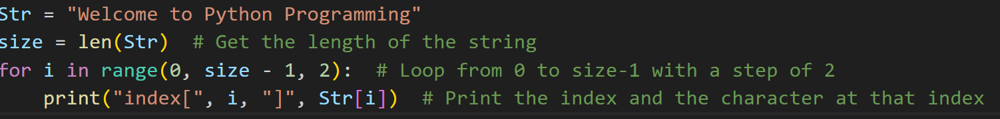 Str = "Welcome to Python Programming"
size = len(Str)  # Get the length of the string
for i in range(0, size - 1, 2):  # Loop from 0 to size-1 with a step of 2
    print("index[", i, "]", Str[i])  # Print the index and the character at that index